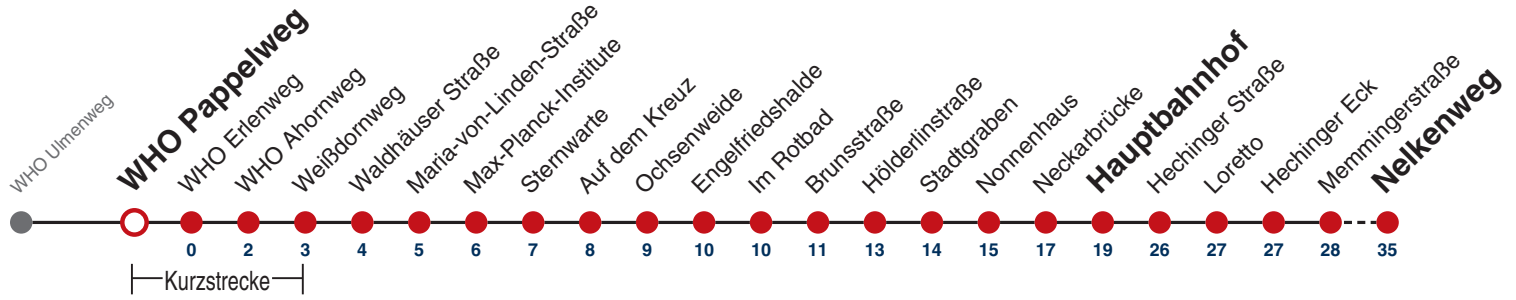 WHO Ulmenweg
WHO Pappelweg
WHO Erlenweg
WHO Ahornweg
Weißdornweg
Waldhäuser Straße
Maria-von-Linden-Straße
Max-Planck-Institute
Sternwarte
Auf dem Kreuz
Ochsenweide
Engelfriedshalde
Im Rotbad
Brunsstraße
Hölderlinstraße
Stadtgraben
Nonnenhaus
Neckarbrücke
Hauptbahnhof
Hechinger Straße
Loretto
Hechinger Eck
Memmingerstraße
Nelkenweg
0 2 3 4 5 6 7 8 9 10 10 11 13 14 15 17 19 26 27 27 28 35
Kurzstrecke